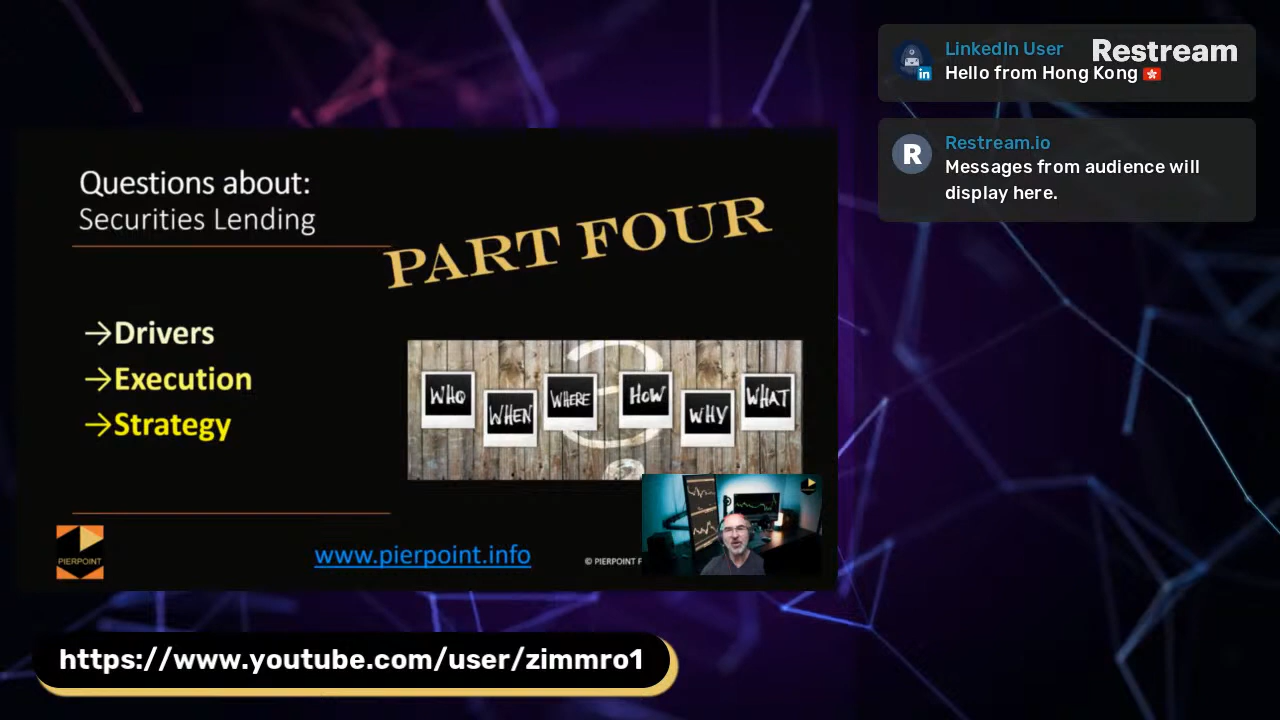 Questions about:
Securities Lending
PART FOUR
→Drivers
→Execution
→Strategy
WHO
WHEN
WHERE
HOW
WHY
WHAT
PIERPOINT
www.pierpoint.info
© PIERPOINT F
https://www.youtube.com/user/zimmro1
LinkedIn User
Restream
Hello from Hong Kong
in
R
Restream.io
Messages from audience will
display here.